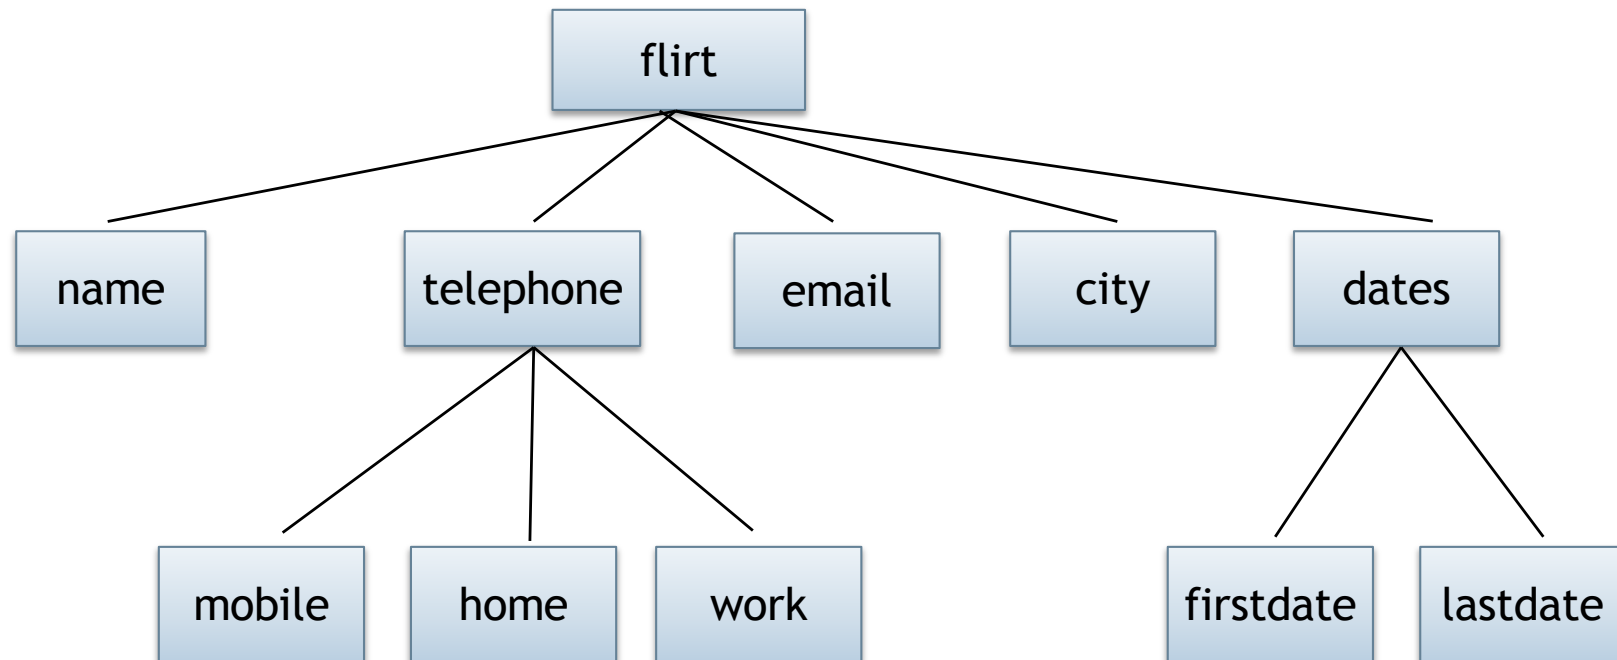 flirt
name
telephone
email
city
dates
mobile
home
work
firstdate
lastdate